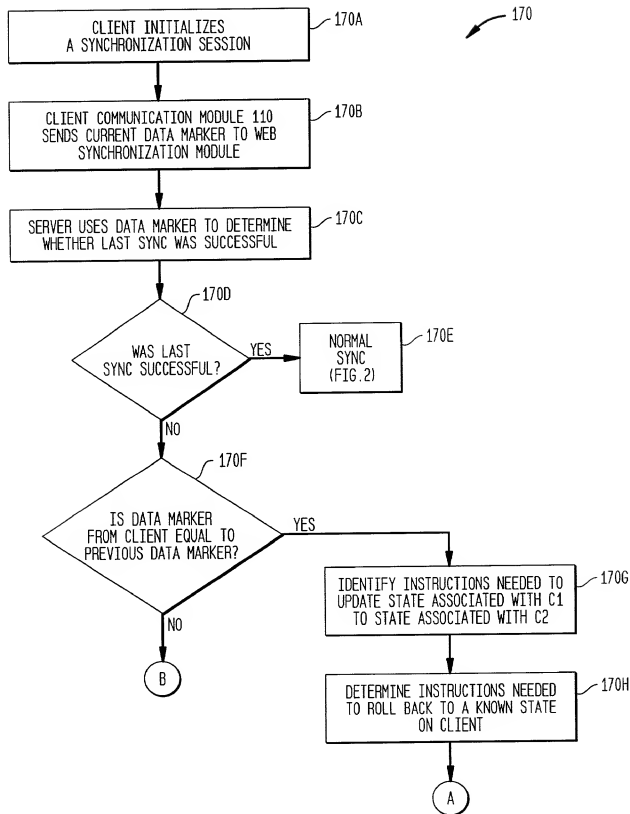 170
CLIENT INITIALIZES
A SYNCHRONIZATION SESSION
170A
CLIENT COMMUNICATION MODULE 110
SENDS CURRENT DATA MARKER TO WEB
SYNCHRONIZATION MODULE
170B
SERVER USES DATA MARKER TO DETERMINE
WHETHER LAST SYNC WAS SUCCESSFUL
170C
170D
WAS LAST
SYNC SUCCESSFUL?
YES
NORMAL
SYNC
(FIG.2)
170E
NO
170F
IS DATA MARKER
FROM CLIENT EQUAL TO
PREVIOUS DATA MARKER?
YES
IDENTIFY INSTRUCTIONS NEEDED TO
UPDATE STATE ASSOCIATED WITH C1
TO STATE ASSOCIATED WITH C2
170G
NO
B
DETERMINE INSTRUCTIONS NEEDED
TO ROLL BACK TO A KNOWN STATE
ON CLIENT
170H
A